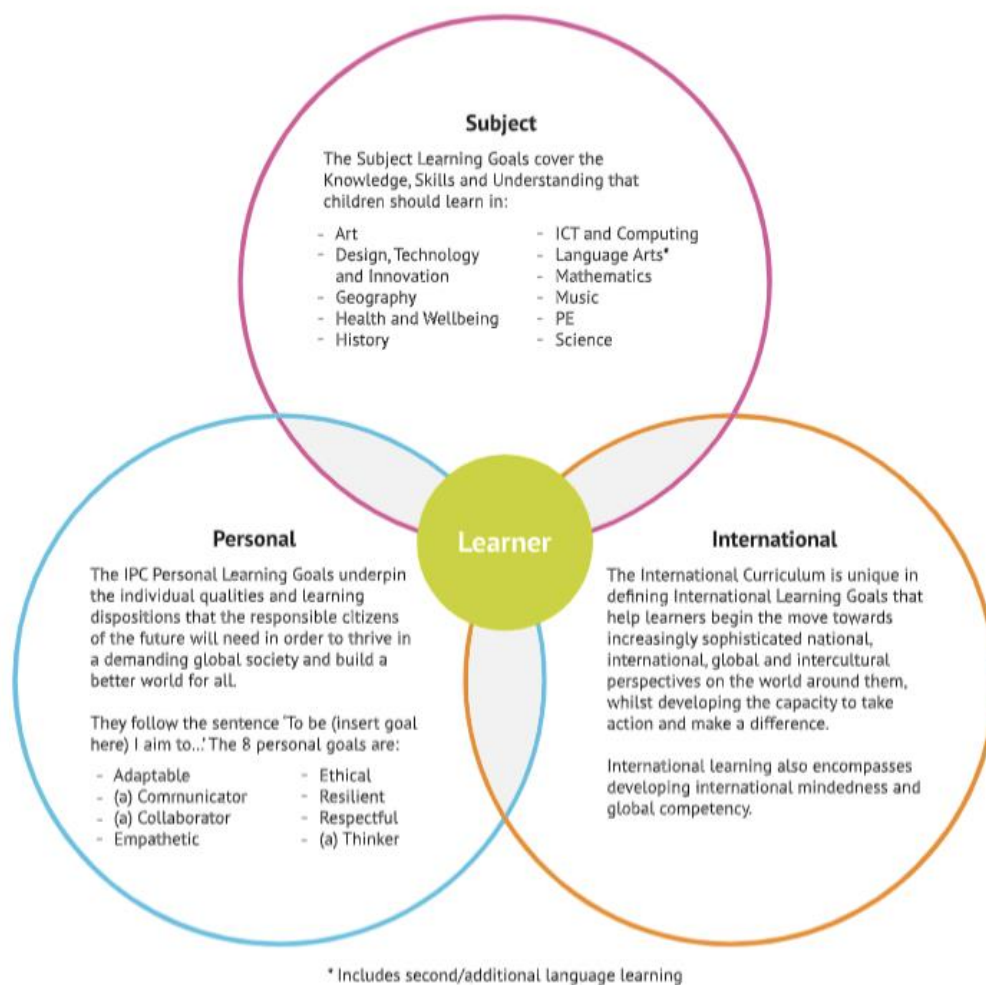 Subject
The Subject Learning Goals cover the
Knowledge, Skills and Understanding that
children should learn in:
- Art
- Design, Technology
and Innovation
- Geography
- Health and Wellbeing
- History
- ICT and Computing
- Language Arts*
- Mathematics
- Music
- PE
- Science
Learner
Personal
The IPC Personal Learning Goals underpin
the individual qualities and learning
dispositions that the responsible citizens
of the future will need in order to thrive in
a demanding global society and build a
better world for all.
They follow the sentence 'To be (insert goal
here) I aim to...' The 8 personal goals are:
- Adaptable
- (a) Communicator
- (a) Collaborator
- Empathetic
- Ethical
- Resilient
- Respectful
- (a) Thinker
International
The International Curriculum is unique in
defining International Learning Goals that
help learners begin the move towards
increasingly sophisticated national,
international, global and intercultural
perspectives on the world around them,
whilst developing the capacity to take
action and make a difference.
International learning also encompasses
developing international mindedness and
global competency.
* Includes second/additional language learning